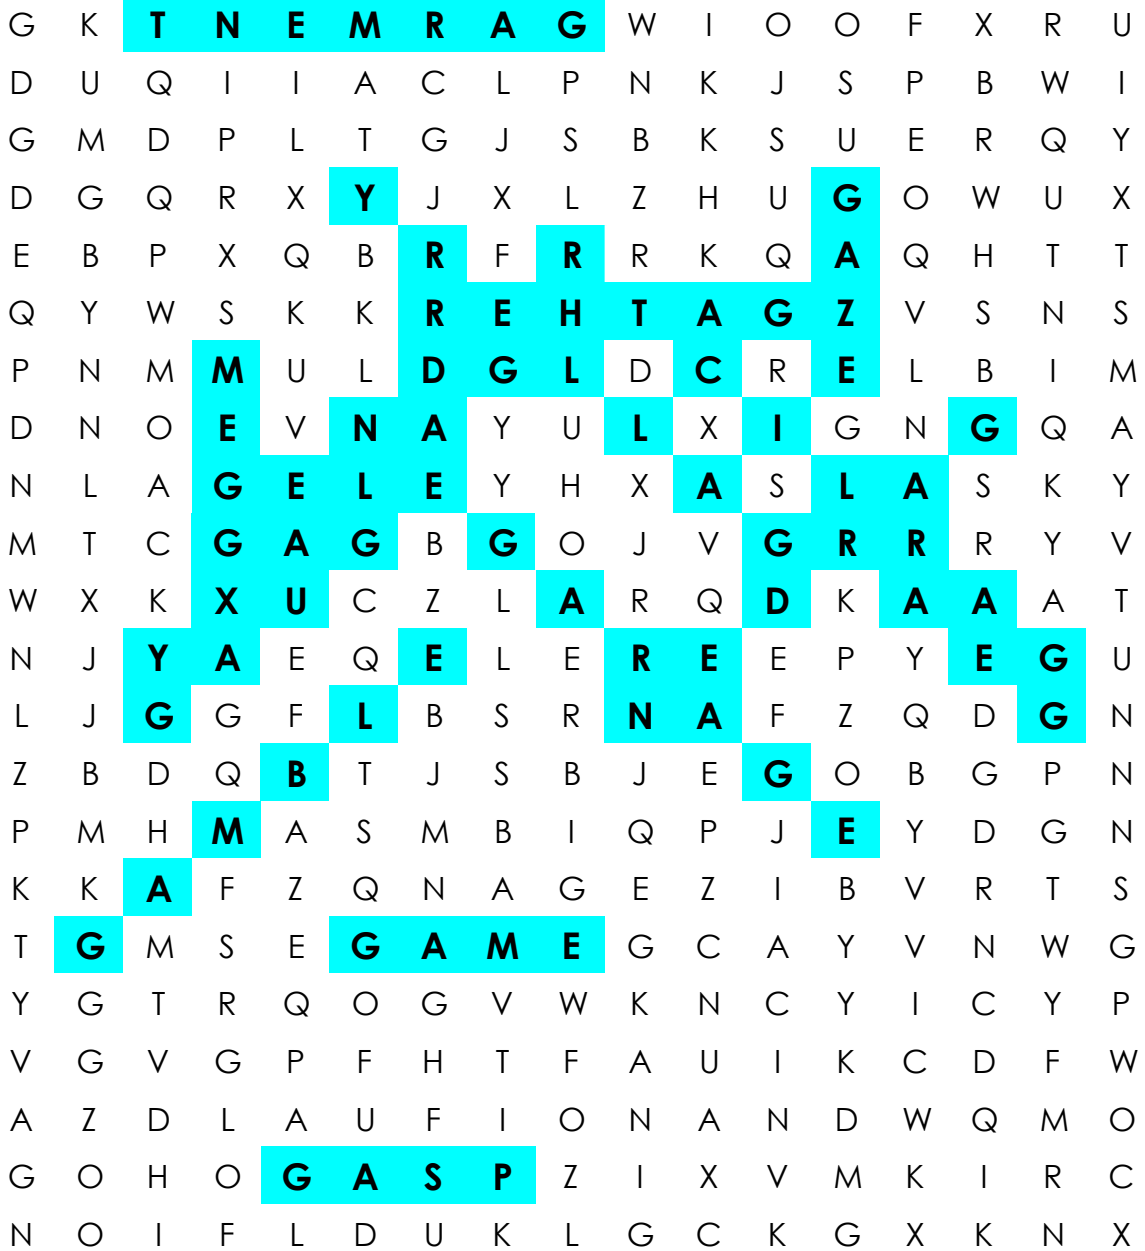 G K T N E M R A G W I O O F X R U
D U Q I I A C L P N K J S P B W I
G M D P L T G J S B K S U E R Q Y
D G Q R X Y J X L Z H U G O W U X
E B P X Q B R F R R K Q A Q H T T
Q Y W S K K R E H T A G Z V S N S
P N M M U L D G L D C R E L B I M
D N O E V N A Y U L X I G N G Q A
N L A G E L E Y H X A S L A S K Y
M T C G A G B G O J V G R R R Y V
W X K X U C Z L A R Q D K A A A T
N J Y A E Q E L E R E E P Y E G U
L J G G F L B S R N A F Z Q D G N
Z B D Q B T J S B J E G O B G P N
P M H M A S M B I Q P J E Y D G N
K K A F Z Q N A G E Z I B V R T S
T G M S E G A M E G C A Y V N W G
Y G T R Q O G V W K N C Y I C Y P
V G V G P F H T F A U I K C D F W
A Z D L A U F I O N A N D W Q M O
G O H O G A S P Z I X V M K I R C
N O I F L D U K L G C K G X K N X